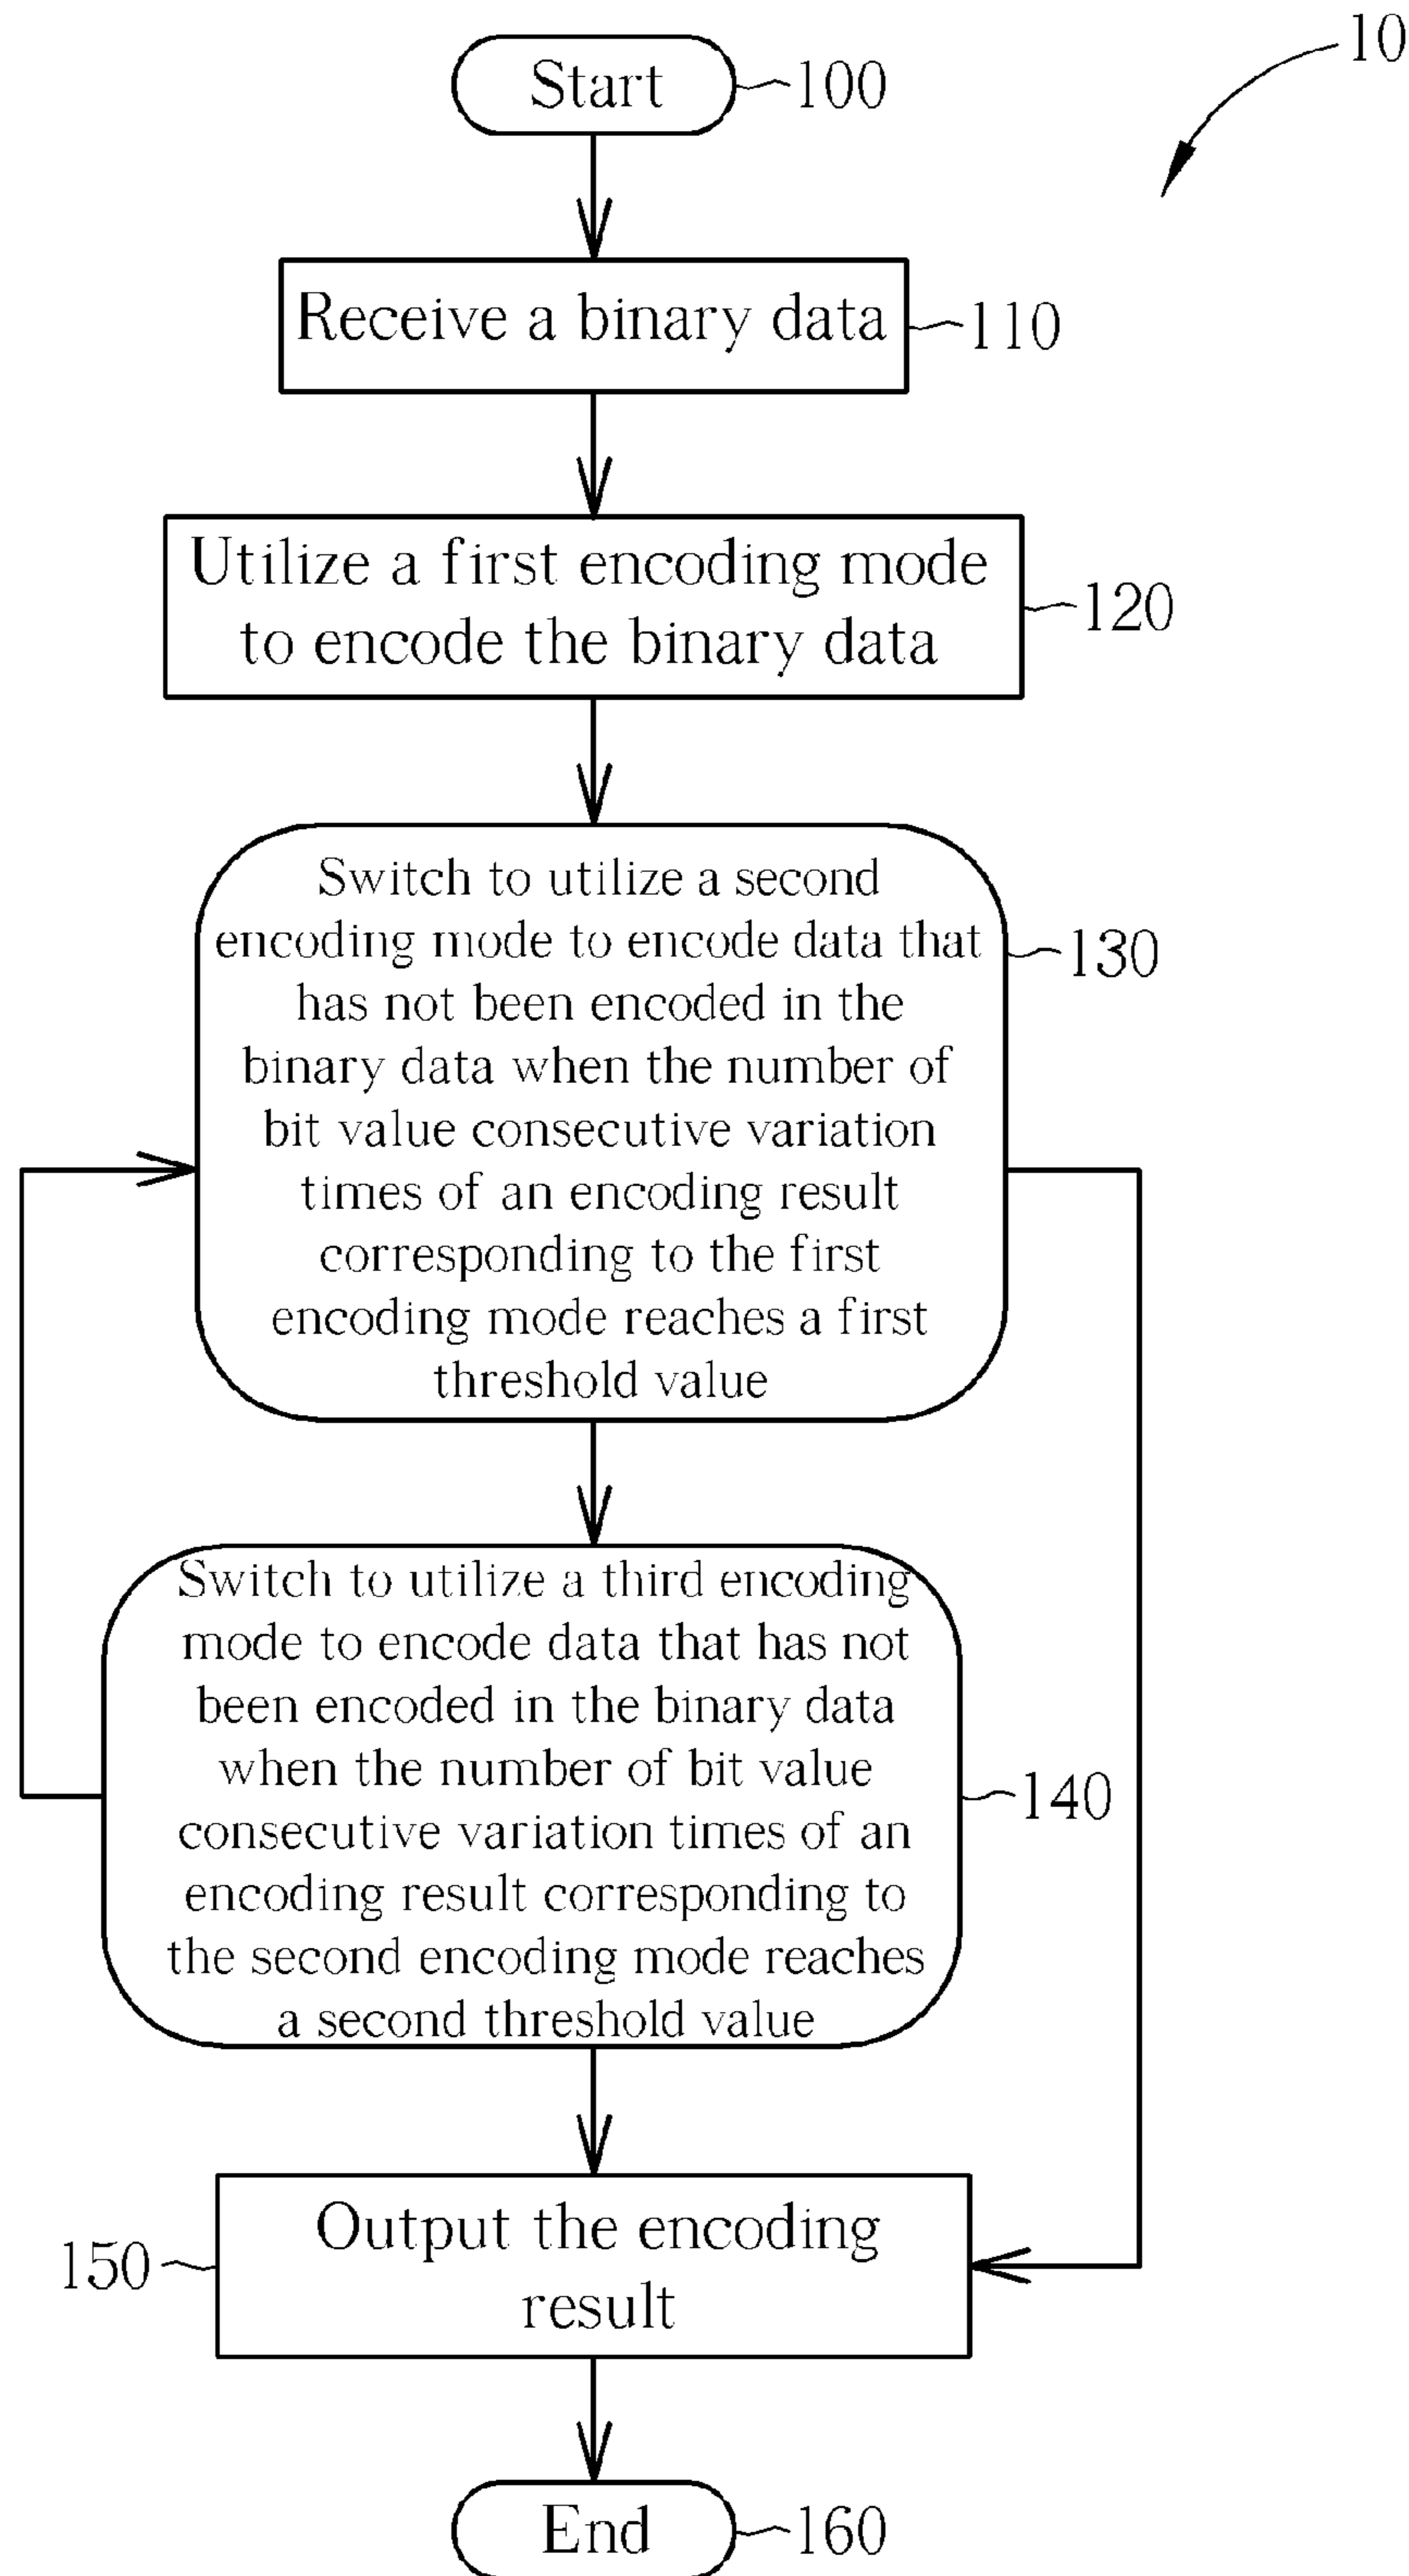 10
Start
100
Receive a binary data
110
Utilize a first encoding mode
to encode the binary data
120
Switch to utilize a second
encoding mode to encode data that
has not been encoded in the
binary data when the number of
bit value consecutive variation
times of an encoding result
corresponding to the first
encoding mode reaches a first
threshold value
130
Switch to utilize a third encoding
mode to encode data that has not
been encoded in the binary data
when the number of bit value
consecutive variation times of an
encoding result corresponding to
the second encoding mode reaches
a second threshold value
140
Output the encoding
result
150
End
160